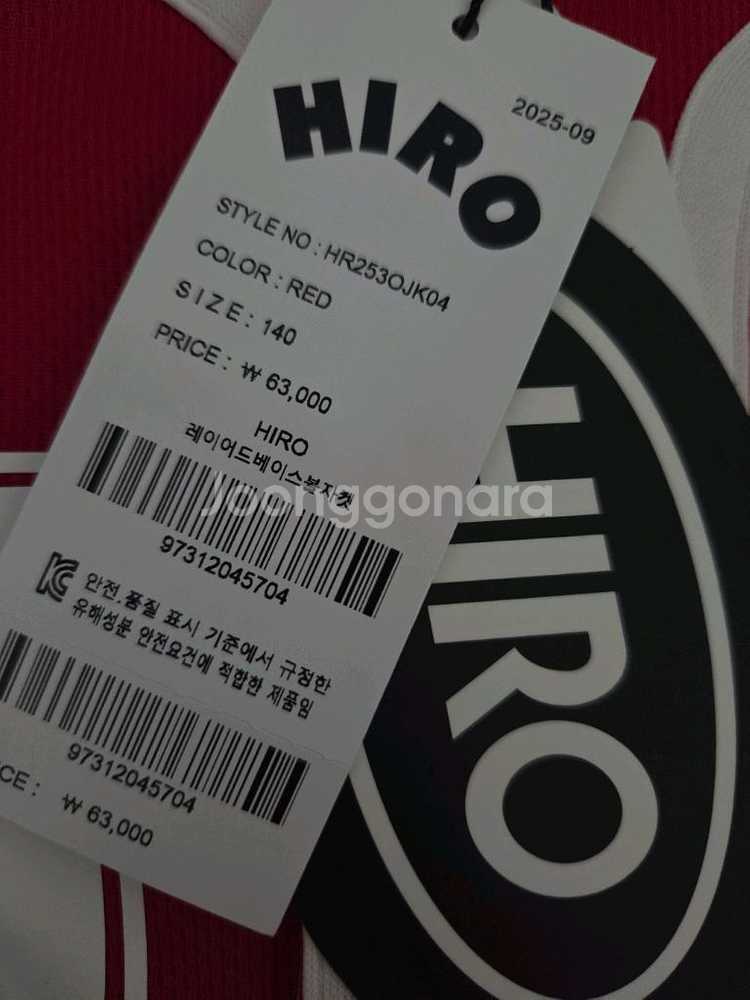 2025-09
HIRO
STYLE NO : HR253OJK04
COLOR : RED
SIZE : 140
PRICE : ₩ 63,000
HIRO
레이어드베이스볼자켓
97312045704
KC 안전.품질 표시 기준에서 규정한
유해성분 안전요건에 적합한 제품임
97312045704
CE : ₩ 63,000
HIRO
Joonggonara